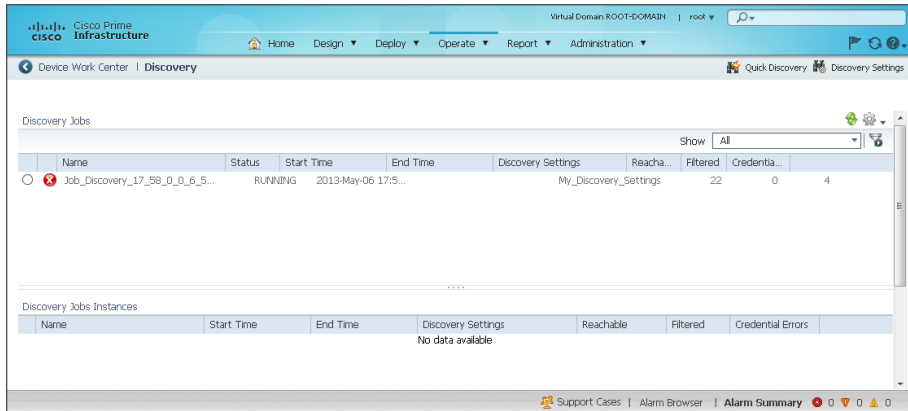 Virtual Domain ROOT-DOMAIN | root
Cisco Prime
CISCO Infrastructure
Home Design Deploy Operate Report Administration
Device Work Center | Discovery
Quick Discovery Discovery Settings
Discovery Jobs
Show All
Name Status Start Time End Time Discovery Settings Reacha... Filtered Credentia...
Job_Discovery_17_58_0_0_6_5... RUNNING 2013-May-06 17:5... My_Discovery_Settings 22 0 4
Discovery Jobs Instances
Name Start Time End Time Discovery Settings Reachable Filtered Credential Errors
No data available
Support Cases | Alarm Browser | Alarm Summary 0 0 0